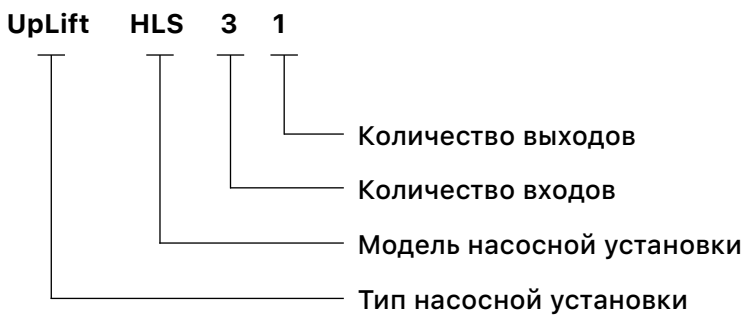 UpLift HLS 3 1
Количество выходов
Количество входов
Модель насосной установки
Тип насосной установки